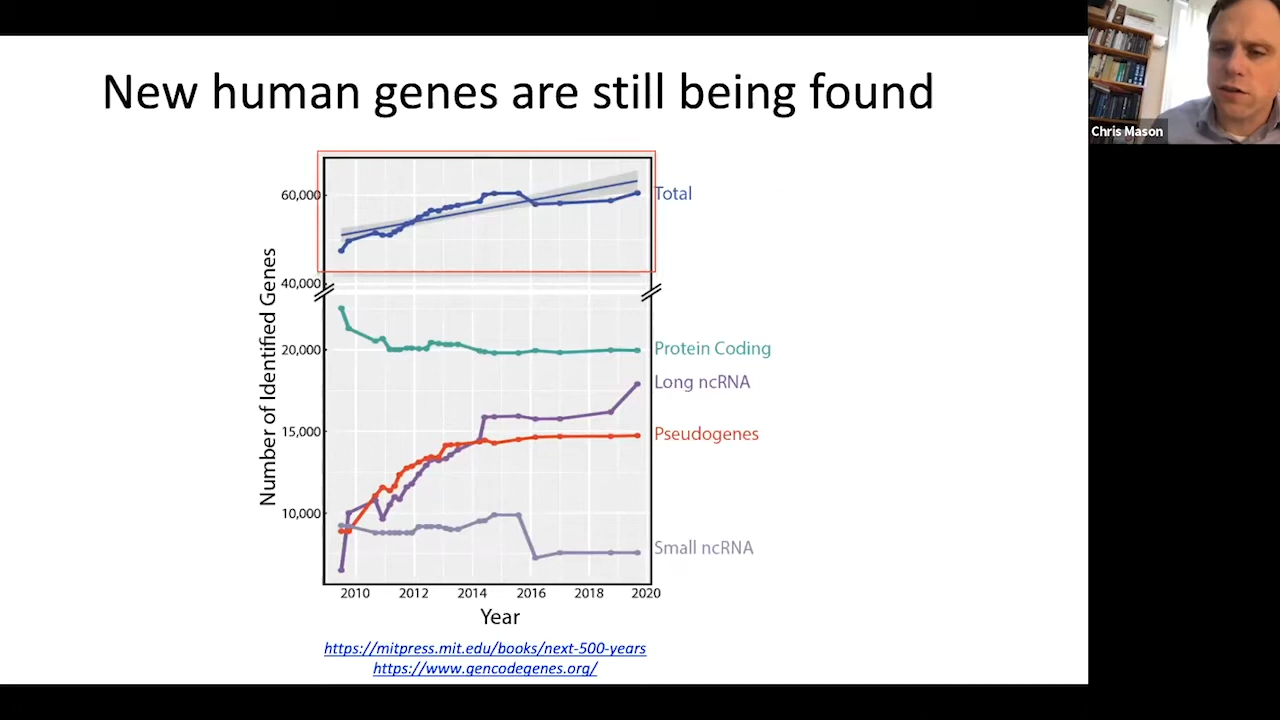 New human genes are still being found
Chris Mason
Number of Identified Genes
60,000
40,000
20,000
15,000
10,000
Total
Protein Coding
Long ncRNA
Pseudogenes
Small ncRNA
2010 2012 2014 2016 2018 2020
Year
https://mitpress.mit.edu/books/next-500-years
https://www.gencodegenes.org/